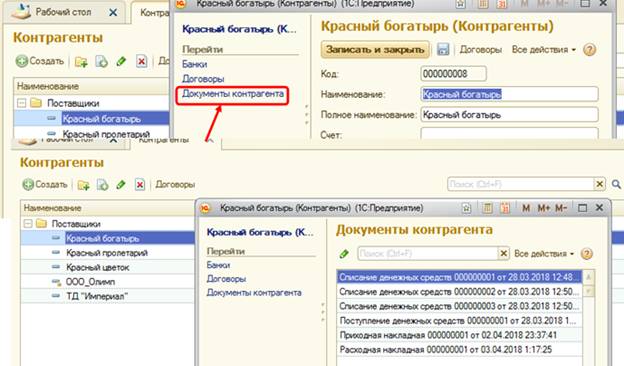 Рабочий стол
Контраг
Красный богатырь (Контрагенты) (1С:Предприятие)
M M+ M-
Контрагенты
Создать
До
Наименование
Поставщики
Красный богатырь
Красный пролетарий
Красный богатырь (К...
Перейти
Банки
Договоры
Документы контрагента
Красный богатырь (Контрагенты)
Записать и закрыть
Договоры
Все действия
Код:
000000008
Наименование:
Красный богатырь
Полное наименование:
Красный богатырь
Счет:
Рабочий стол
Контрагенты
Контрагенты
Создать
Договоры
Поиск (Ctrl+F)
Наименование
Поставщики
Красный богатырь
Красный пролетарий
Красный цветок
ООО_Олимп
ТД "Империал"
Красный богатырь (Контрагенты) (1С:Предприятие)
M M+ M-
Красный богатырь (К...
Перейти
Банки
Договоры
Документы контрагента
Документы контрагента
Поиск (Ctrl+F)
Все действия
Списание денежных средств 000000001 от 28.03.2018 12:48...
Списание денежных средств 000000002 от 28.03.2018 12:50...
Списание денежных средств 000000003 от 28.03.2018 12:50...
Поступление денежных средств 000000001 от 28.03.2018 1...
Приходная накладная 000000001 от 02.04.2018 23:37:41
Расходная накладная 000000001 от 03.04.2018 1:17:25